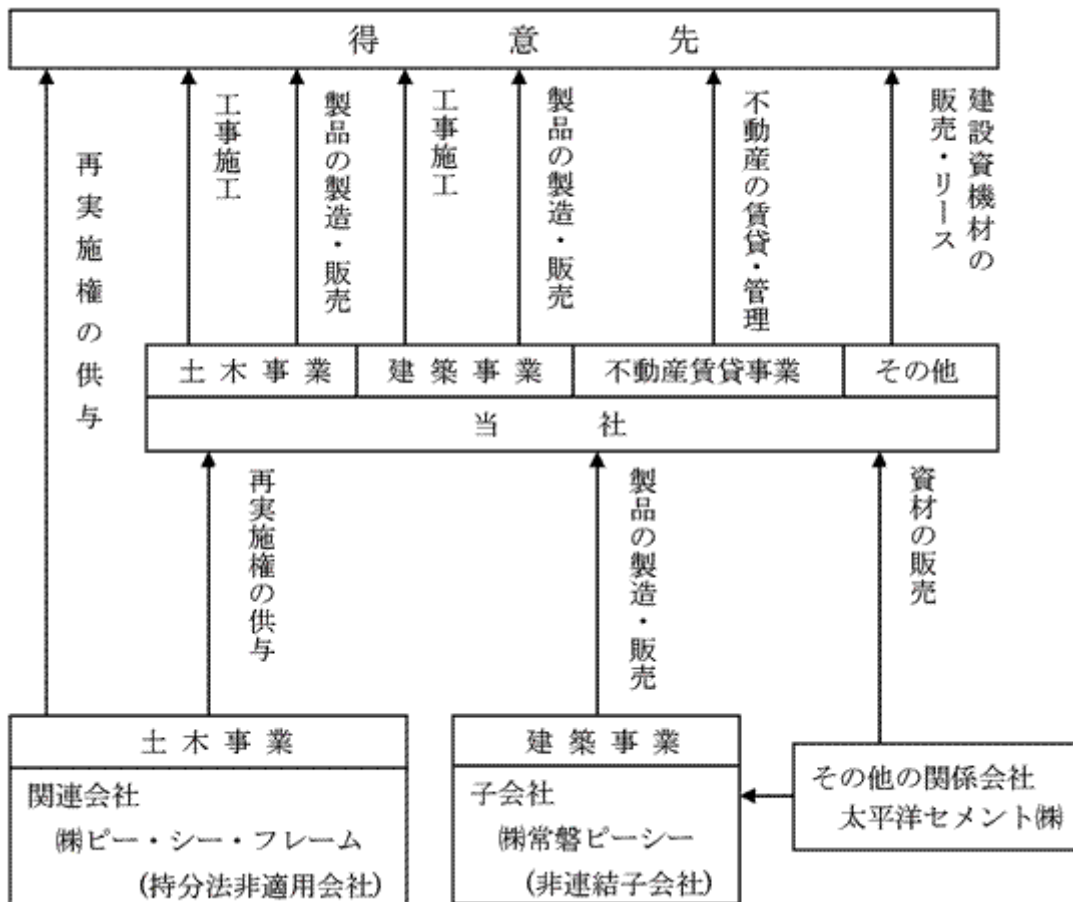 得意先
再実施権の供与
工事施工
製品の製造・販売
工事施工
製品の製造・販売
不動産の賃貸・管理
建設資機材の
販売・リース
土木事業
建築事業
不動産賃貸事業
その他
当社
再実施権の供与
製品の製造・販売
資材の販売
土木事業
関連会社
㈱ピー・シー・フレーム
(持分法非適用会社)
建築事業
子会社
㈱常磐ピーシー
(非連結子会社)
その他の関係会社
太平洋セメント㈱